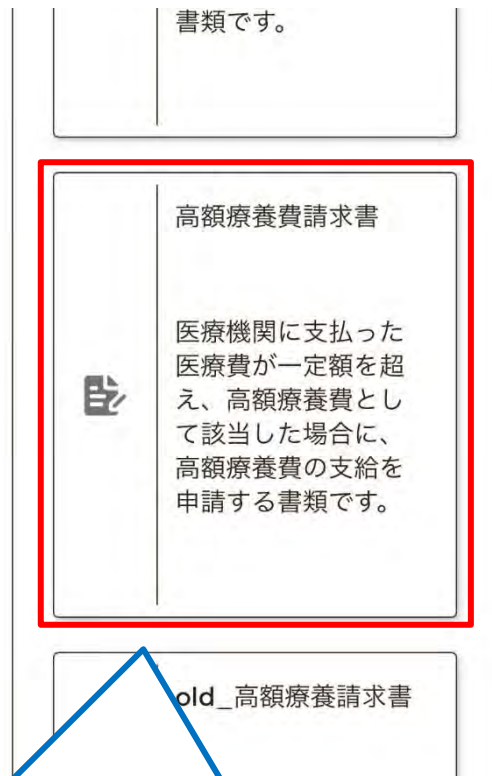 書類です。
高額療養費請求書
医療機関に支払った
医療費が一定額を超
え、高額療養費とし
て該当した場合に、
高額療養費の支給を
申請する書類です。
old_高額療養請求書